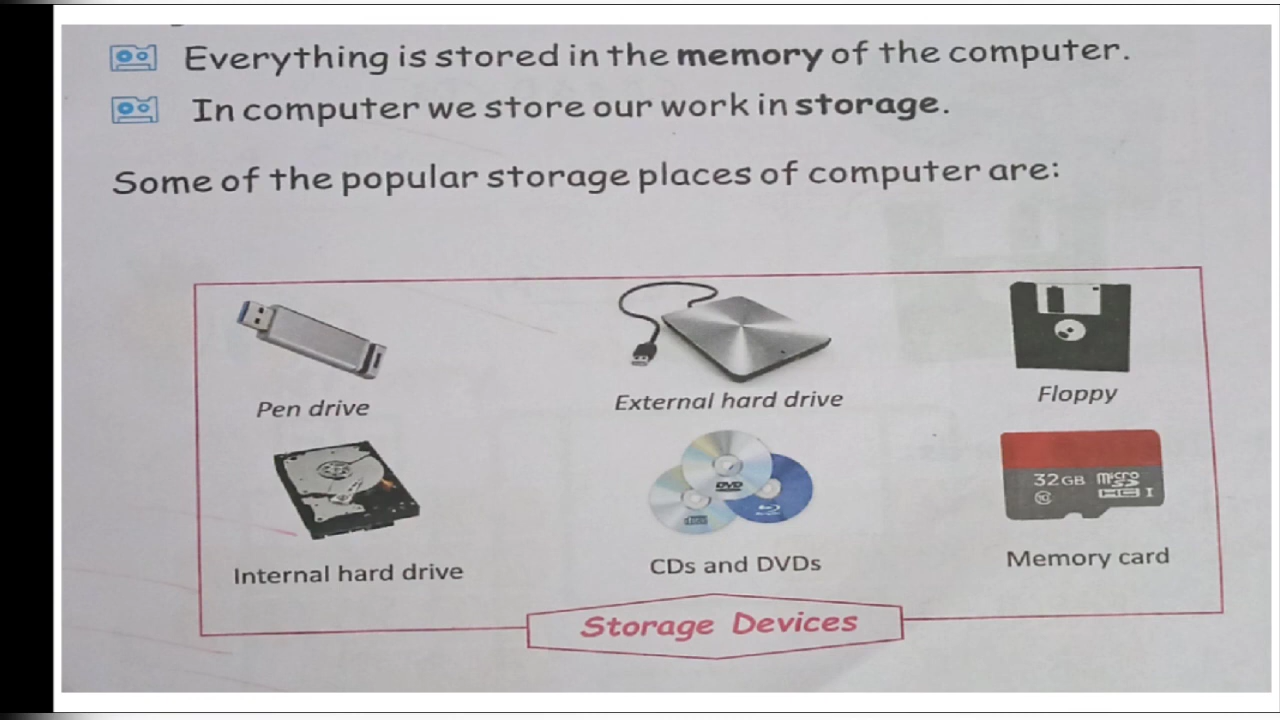 Everything is stored in the memory of the computer.
In computer we store our work in storage.
Some of the popular storage places of computer are:
Pen drive
External hard drive
Floppy
DVD
32GB micro SD
HC I
10
Internal hard drive
CDs and DVDs
Memory card
Storage Devices